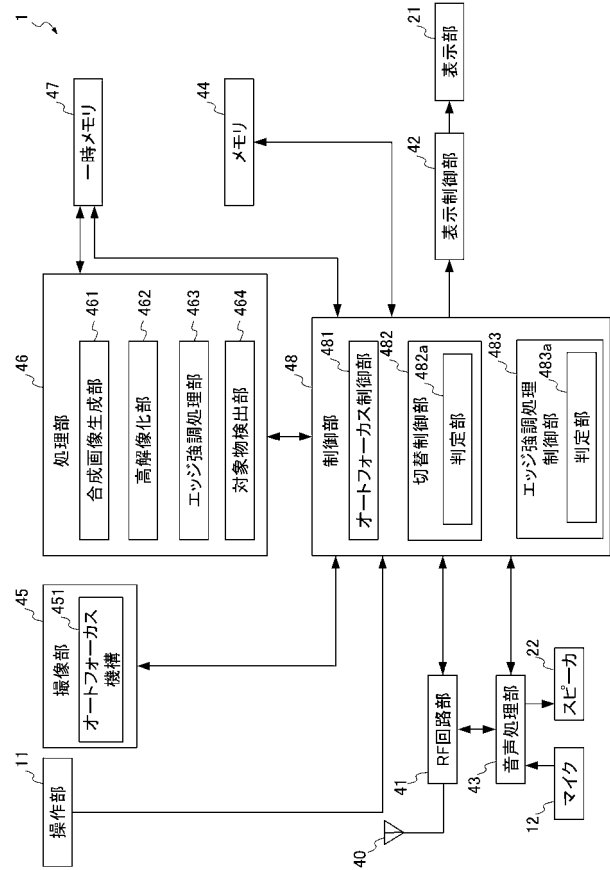 1
11
操作部
45
撮像部
451
オートフォーカス
機構
46
処理部
461
合成画像生成部
462
高解像化部
463
エッジ強調処理部
464
対象物検出部
47
一時メモリ
44
メモリ
40
41
RF回路部
43
音声処理部
12
マイク
22
スピーカ
48
制御部
481
オートフォーカス制御部
482
切替制御部
482a
判定部
483
エッジ強調処理
制御部
483a
判定部
42
表示制御部
21
表示部